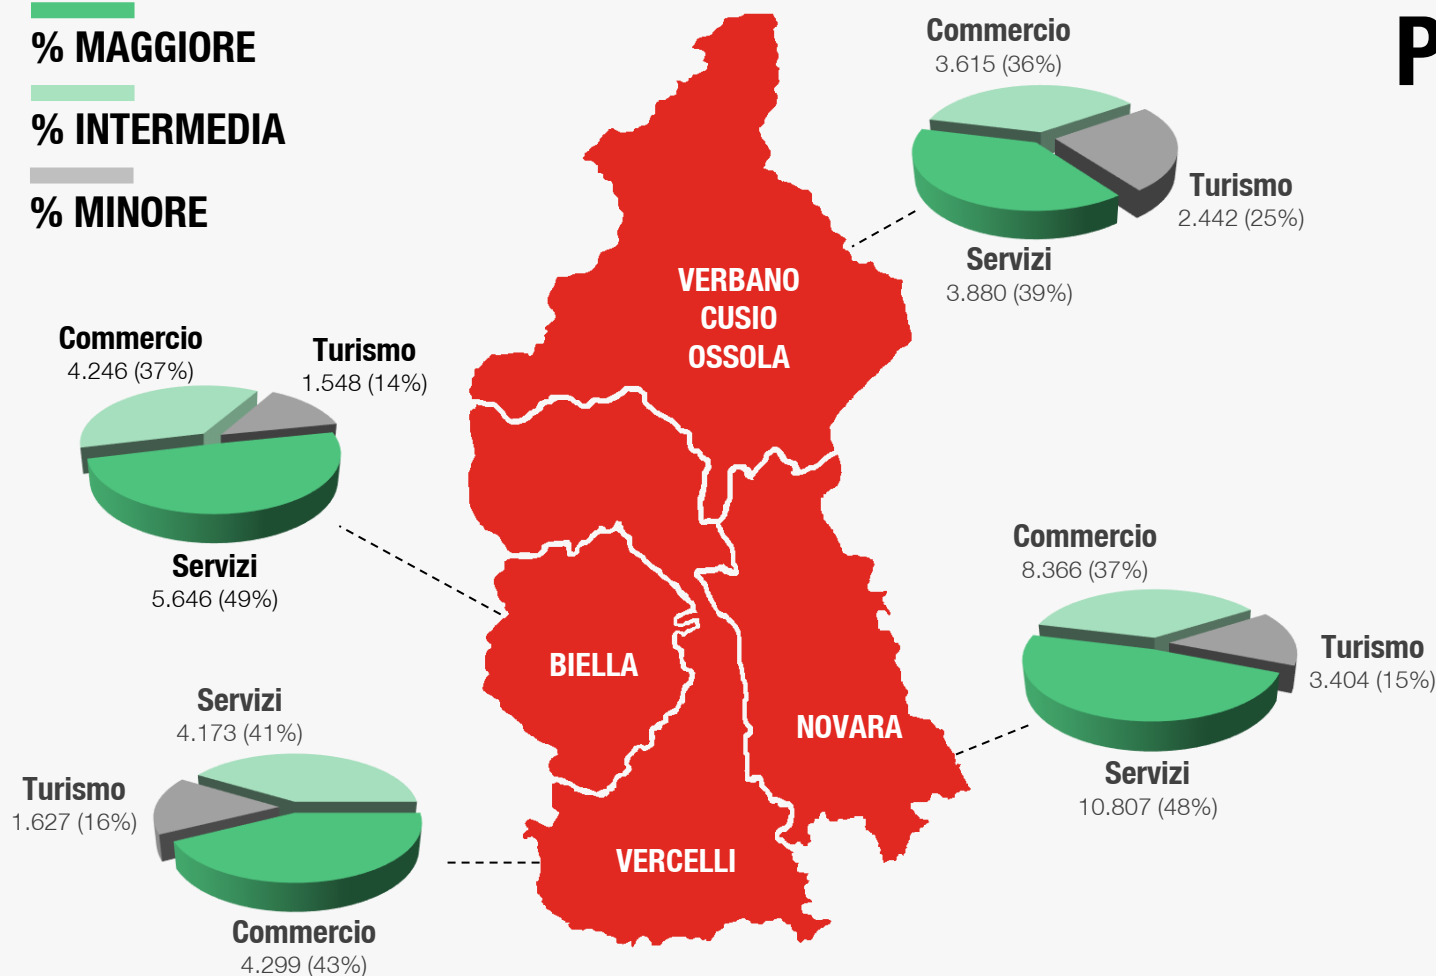 % MAGGIORE
% INTERMEDIA
% MINORE
P
Commercio
3.615 (36%)
Turismo
2.442 (25%)
Servizi
3.880 (39%)
VERBANO
CUSIO
OSSOLA
Commercio
4.246 (37%)
Turismo
1.548 (14%)
Servizi
5.646 (49%)
BIELLA
Commercio
8.366 (37%)
Turismo
3.404 (15%)
Servizi
10.807 (48%)
NOVARA
Servizi
4.173 (41%)
Turismo
1.627 (16%)
Commercio
4.299 (43%)
VERCELLI